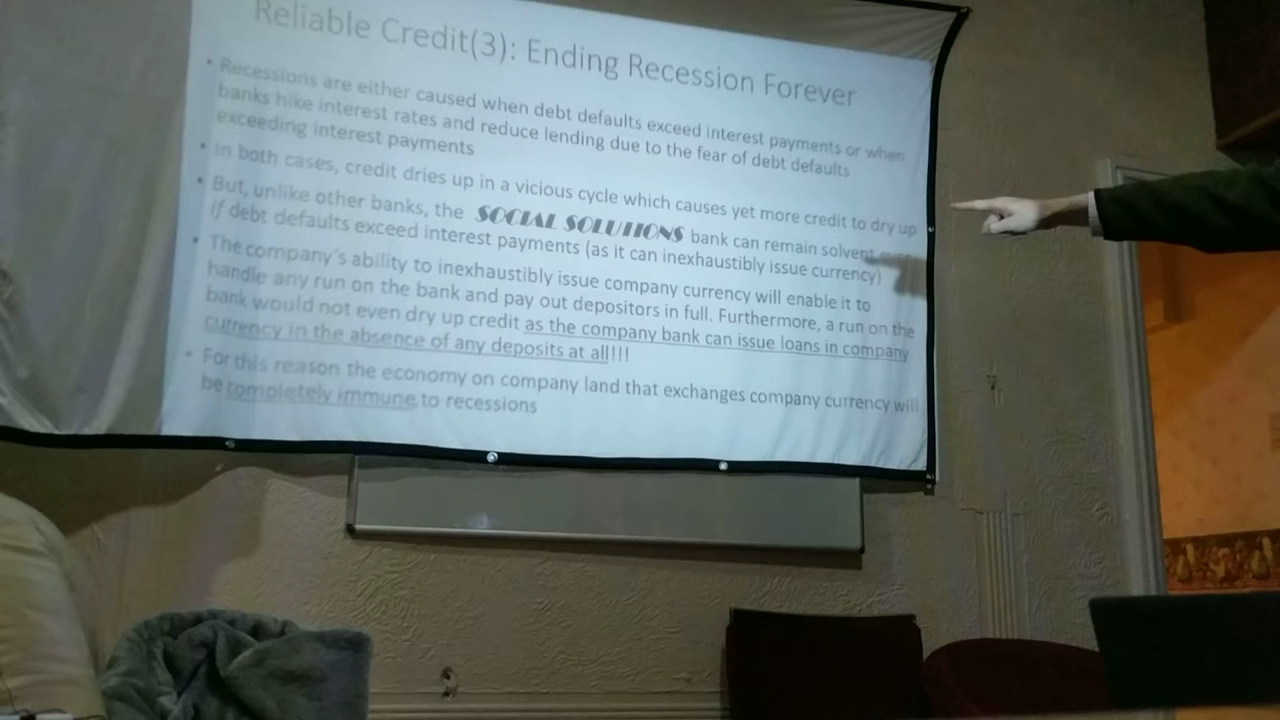 Reliable Credit(3): Ending Recession Forever
• Recessions are either caused when debt defaults exceed interest payments or when
banks hike interest rates and reduce lending due to the fear of debt defaults
exceeding interest payments
• In both cases, credit dries up in a vicious cycle which causes yet more credit to dry up
• But, unlike other banks, the SOCIAL SOLUTIONS bank can remain solvent even
if debt defaults exceed interest payments (as it can inexhaustibly issue currency)
• The company's ability to inexhaustibly issue company currency will enable it to
handle any run on the bank and pay out depositors in full. Furthermore, a run on the
bank would not even dry up credit as the company bank can issue loans in company
currency in the absence of any deposits at all!!!
• For this reason the economy on company land that exchanges company currency will
be completely immune to recessions